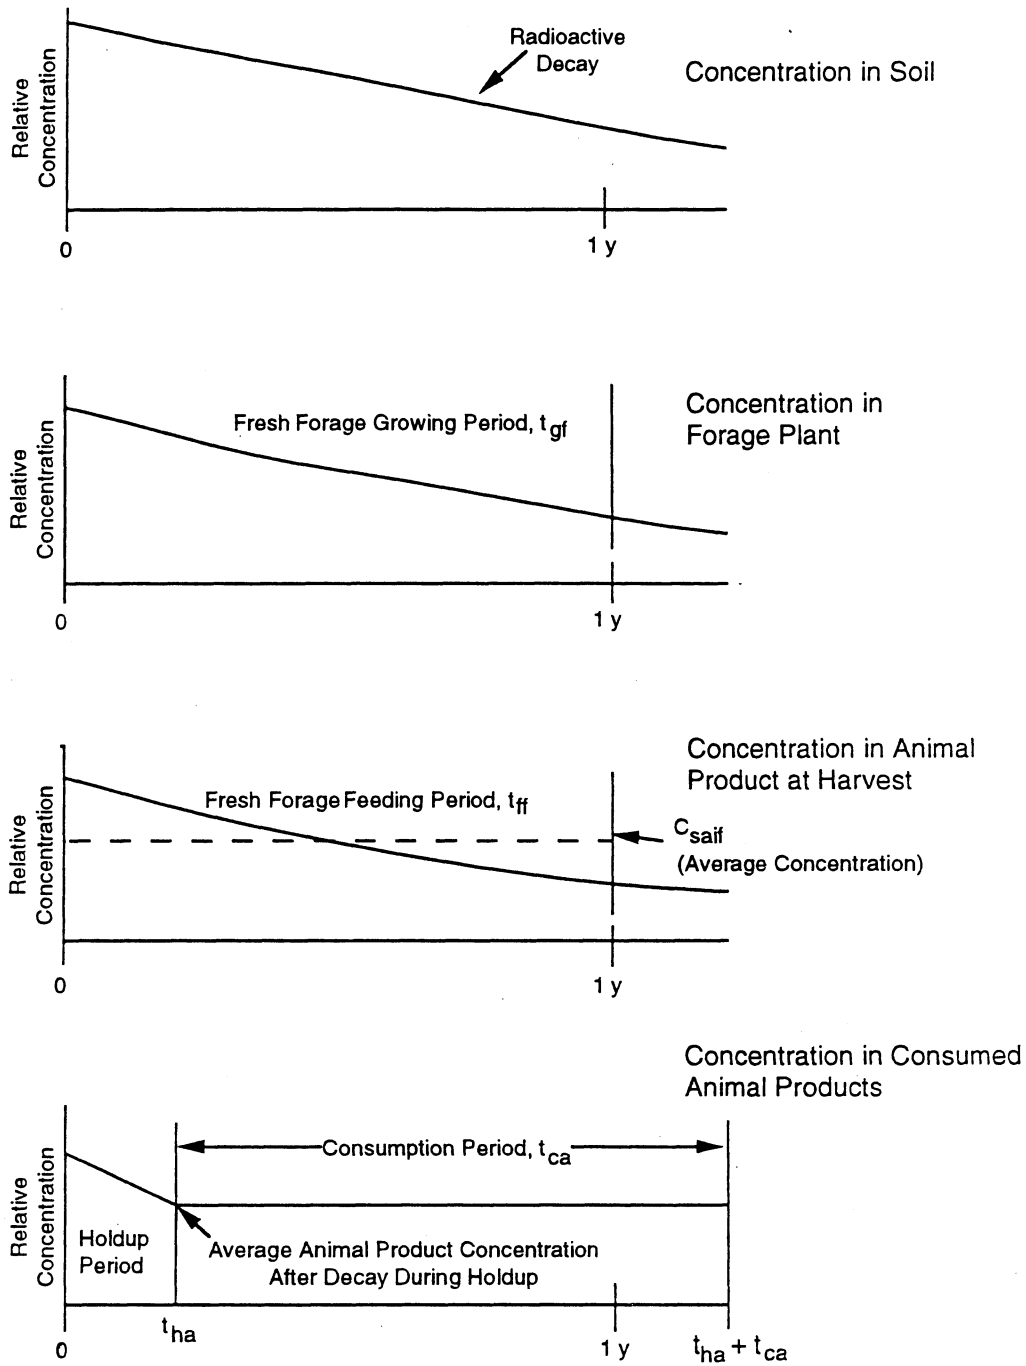 Relative
Concentration
Radioactive
Decay
Concentration in Soil
0
1 y
Relative
Concentration
Fresh Forage Growing Period, tgf
Concentration in
Forage Plant
0
1 y
Relative
Concentration
Fresh Forage Feeding Period, tff
Concentration in Animal
Product at Harvest
Csaif
(Average Concentration)
0
1 y
Concentration in Consumed
Animal Products
Relative
Concentration
Consumption Period, tca
Holdup
Period
Average Animal Product Concentration
After Decay During Holdup
0
tha
1 y
tha + tca